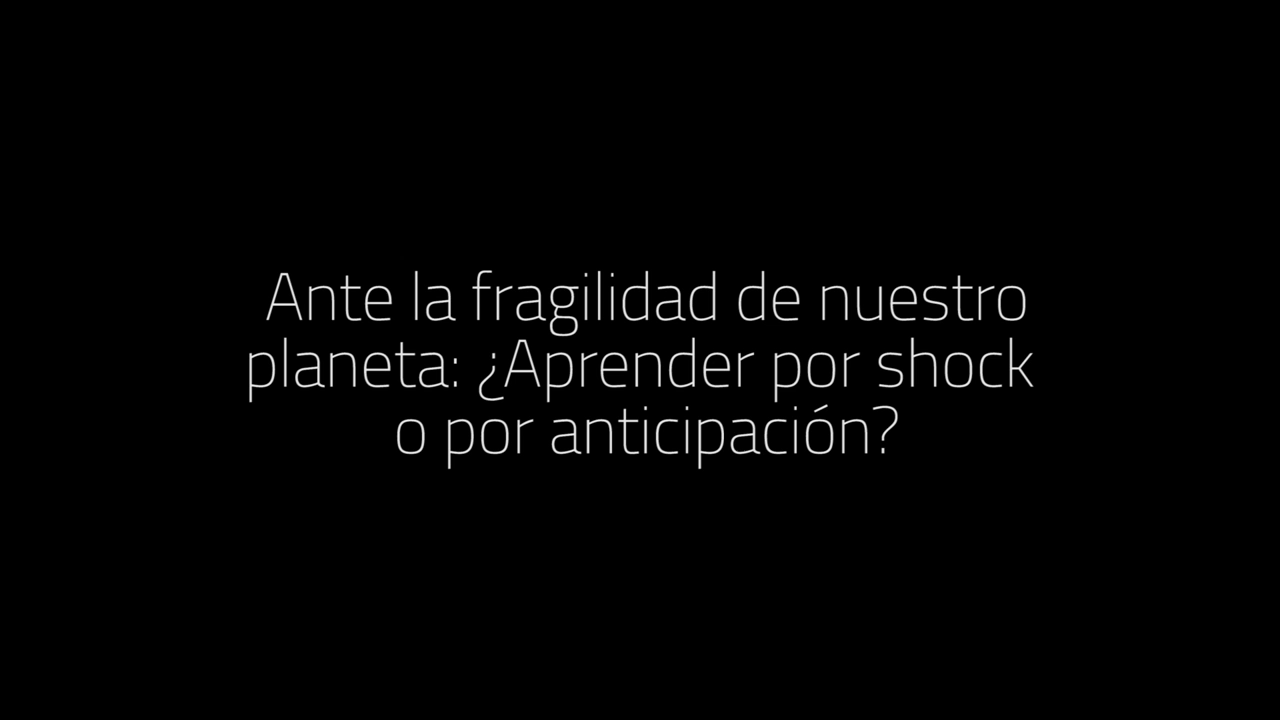 Ante la fragilidad de nuestro
planeta: ¿Aprender por shock
o por anticipación?